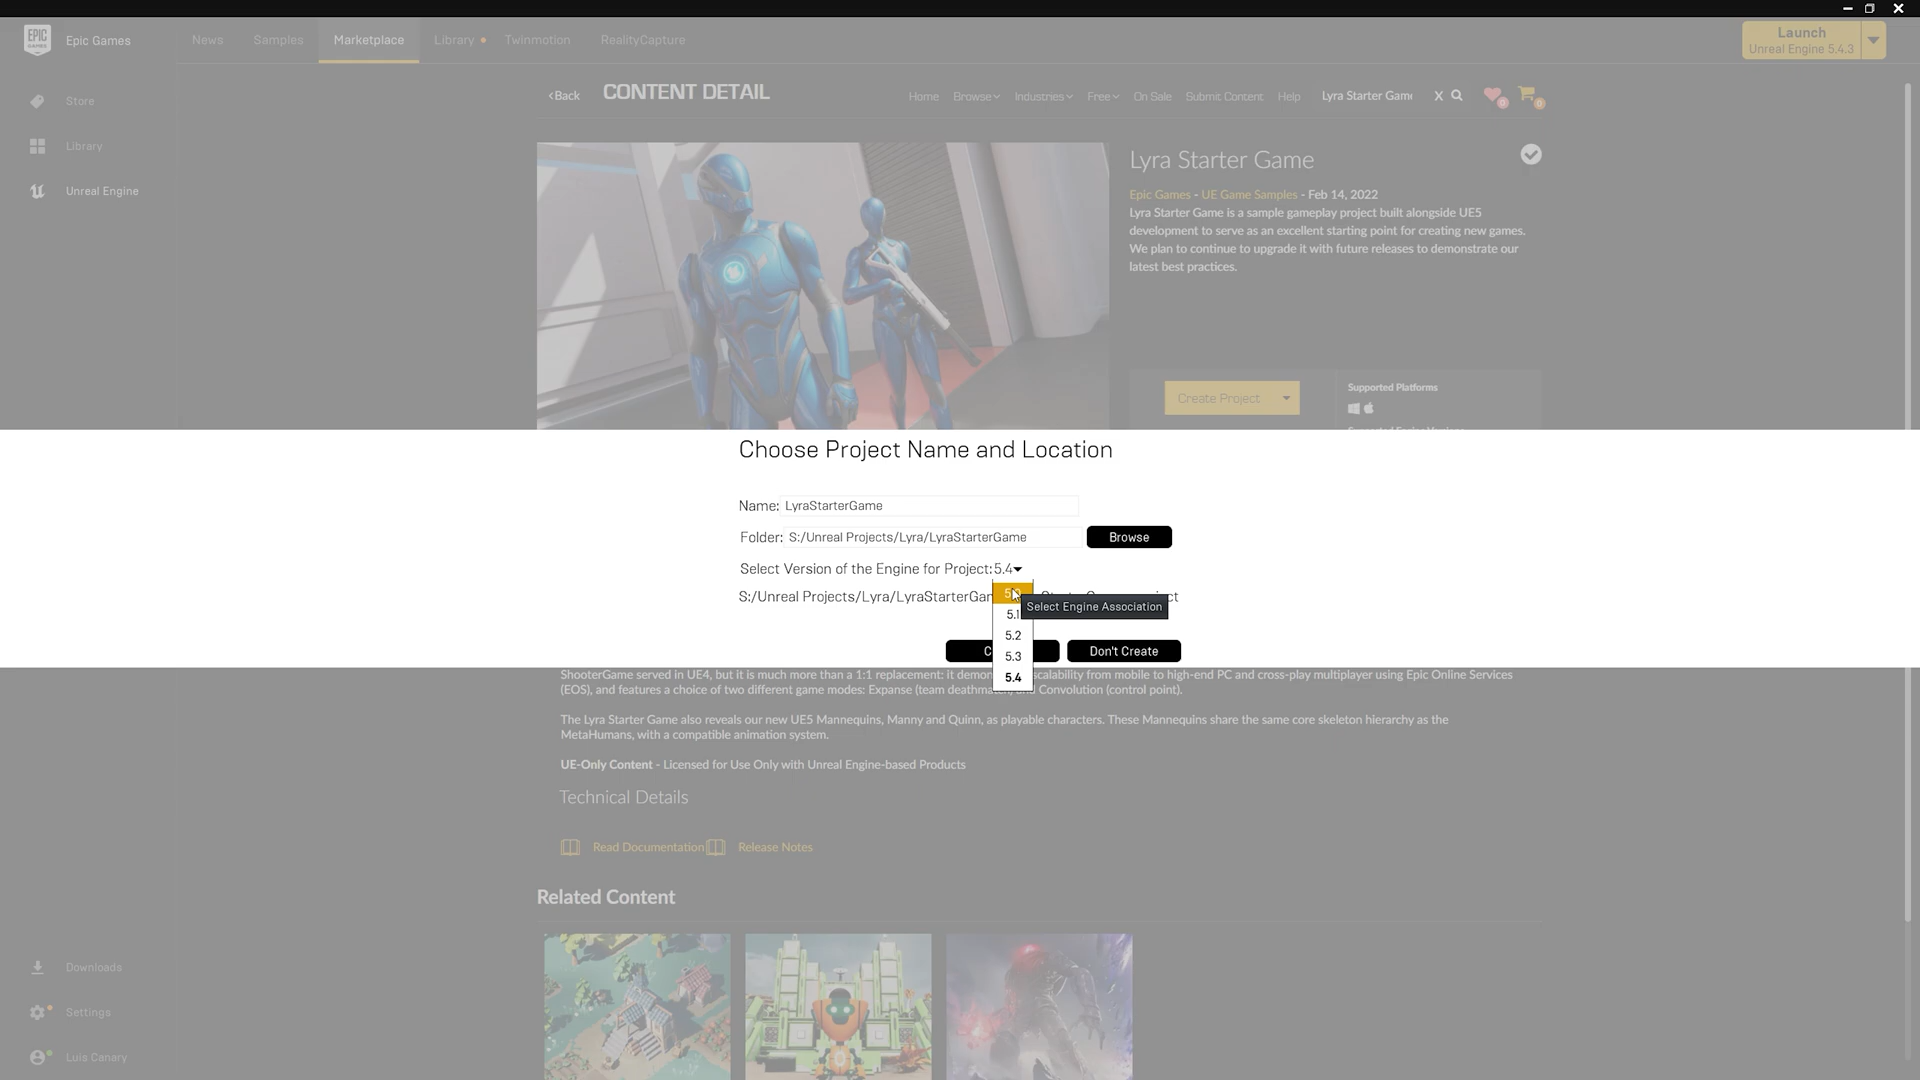 EPIC GAMES
Epic Games
News
Samples
Marketplace
Library
Twinmotion
RealityCapture
Launch
Unreal Engine 5.4.3
Store
Library
Unreal Engine
<Back
CONTENT DETAIL
Home
Browse
Industries
Free
On Sale
Submit Content
Help
Lyra Starter Game
X
0
0
Lyra Starter Game
Epic Games - UE Game Samples - Feb 14, 2022
Lyra Starter Game is a sample gameplay project built alongside UE5
development to serve as an excellent starting point for creating new games.
We plan to continue to upgrade it with future releases to demonstrate our
latest best practices.
Create Project
Supported Platforms
Choose Project Name and Location
Name: LyraStarterGame
Folder: S:/Unreal Projects/Lyra/LyraStarterGame
Browse
Select Version of the Engine for Project: 5.4
S:/Unreal Projects/Lyra/LyraStarterGam
Select Engine Association
5.1
5.2
5.3
5.4
Don't Create
ShooterGame served in UE4, but it is much more than a 1:1 replacement: it demon scalability from mobile to high-end PC and cross-play multiplayer using Epic Online Services
(EOS), and features a choice of two different game modes: Expanse (team deathmatch) and Convolution (control point).
The Lyra Starter Game also reveals our new UE5 Mannequins, Manny and Quinn, as playable characters. These Mannequins share the same core skeleton hierarchy as the
MetaHumans, with a compatible animation system.
UE-Only Content - Licensed for Use Only with Unreal Engine-based Products
Technical Details
Read Documentation
Release Notes
Related Content
Downloads
Settings
Luis Canary